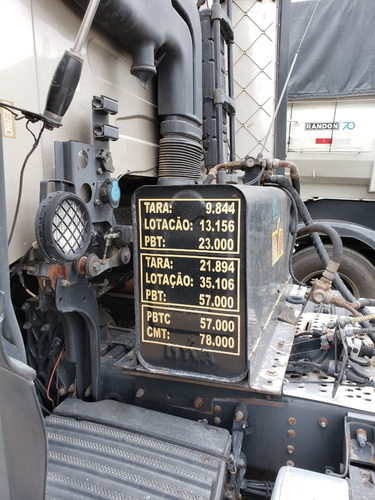 RANDON 70
TARA: 9.844
LOTAÇÃO: 13.156
PBT: 23.000
TARA: 21.894
LOTAÇÃO: 35.106
PBT: 57.000
PBTC 57.000
CMT: 78.000